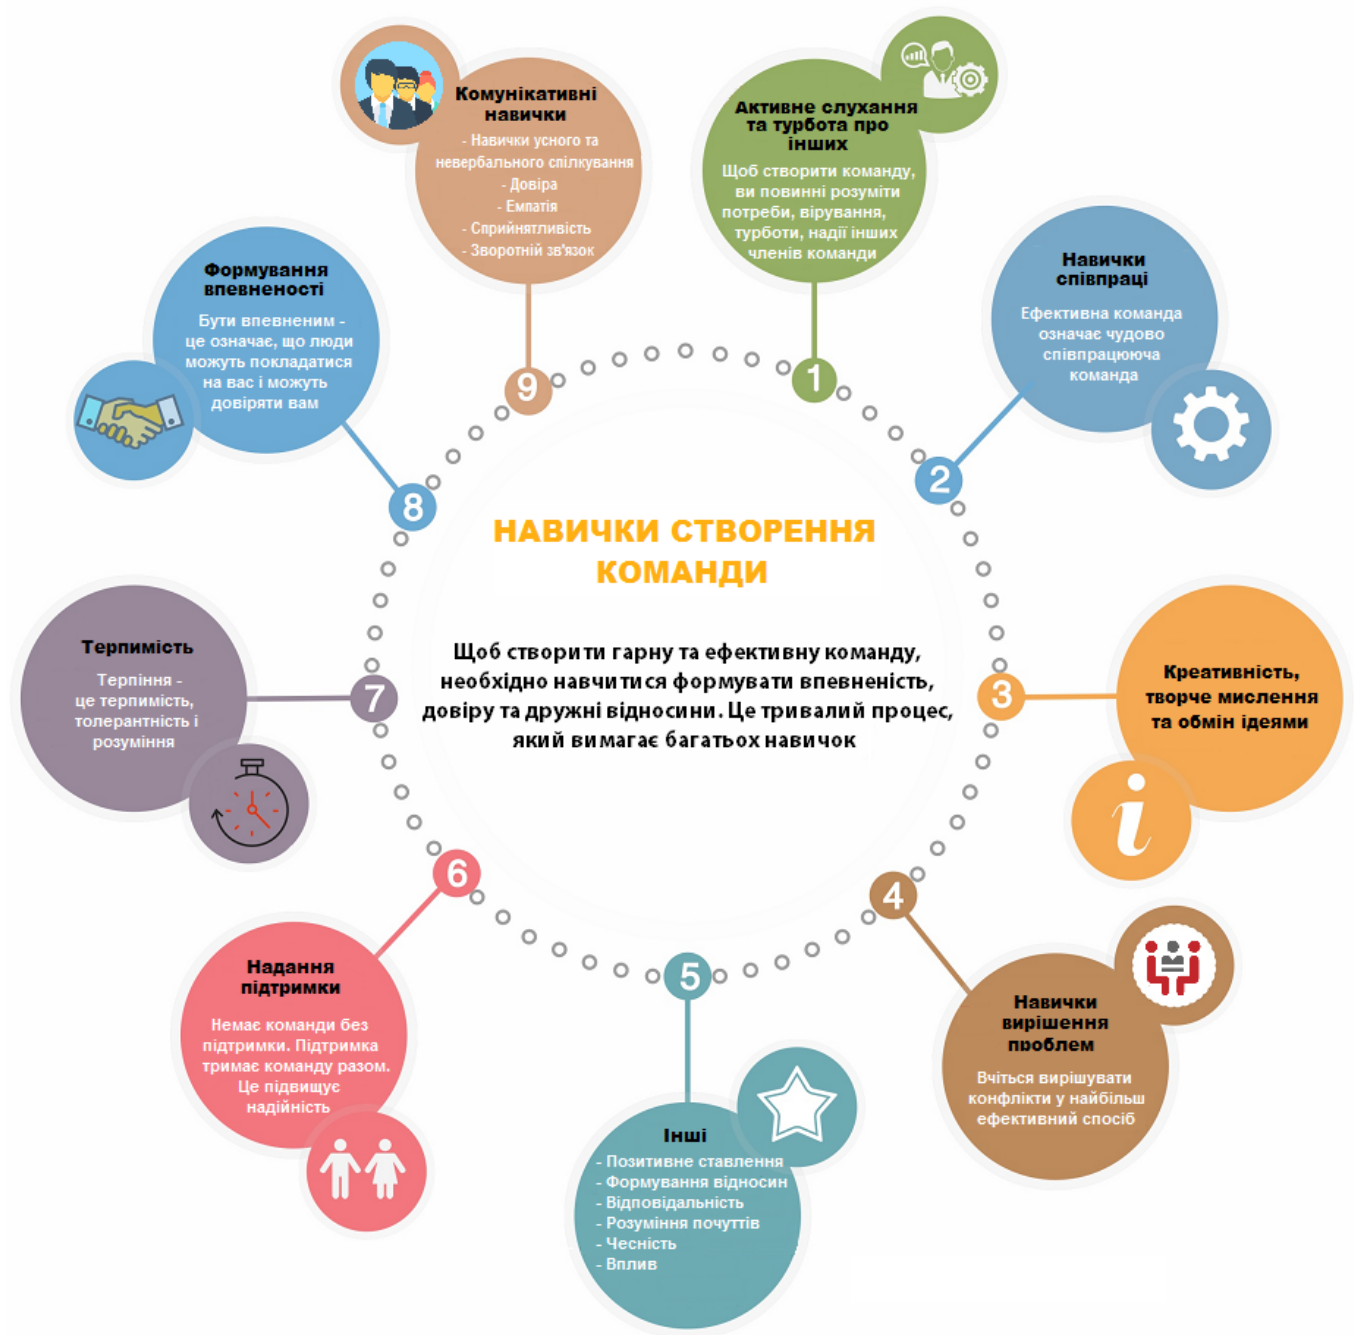 НАВИЧКИ СТВОРЕННЯ
КОМАНДИ
Щоб створити гарну та ефективну команду,
необхідно навчитися формувати впевненість,
довіру та дружні відносини. Це тривалий процес,
який вимагає багатьох навичок
1
Активне слухання
та турбота про
інших
Щоб створити команду,
ви повинні розуміти
потреби, вірування,
турботи, надії інших
членів команди
2
Навички
співпраці
Ефективна команда
означає чудово
співпрацююча
команда
3
Креативність,
творче мислення
та обмін ідеями
i
4
Навички
вирішення
проблем
Вчіться вирішувати
конфлікти у найбільш
ефективний спосіб
5
Інші
- Позитивне ставлення
- Формування відносин
- Відповідальність
- Розуміння почуттів
- Чесність
- Вплив
6
Надання
підтримки
Немає команди без
підтримки. Підтримка
тримає команду разом.
Це підвищує
надійність
7
Терпимість
Терпіння -
це терпимість,
толерантність і
розуміння
8
Формування
впевненості
Бути впевненим -
це означає, що люди
можуть покладатися
на вас і можуть
довіряти вам
9
Комунікативні
навички
- Навички усного та
невербального спілкування
- Довіра
- Емпатія
- Сприйнятливість
- Зворотній зв'язок